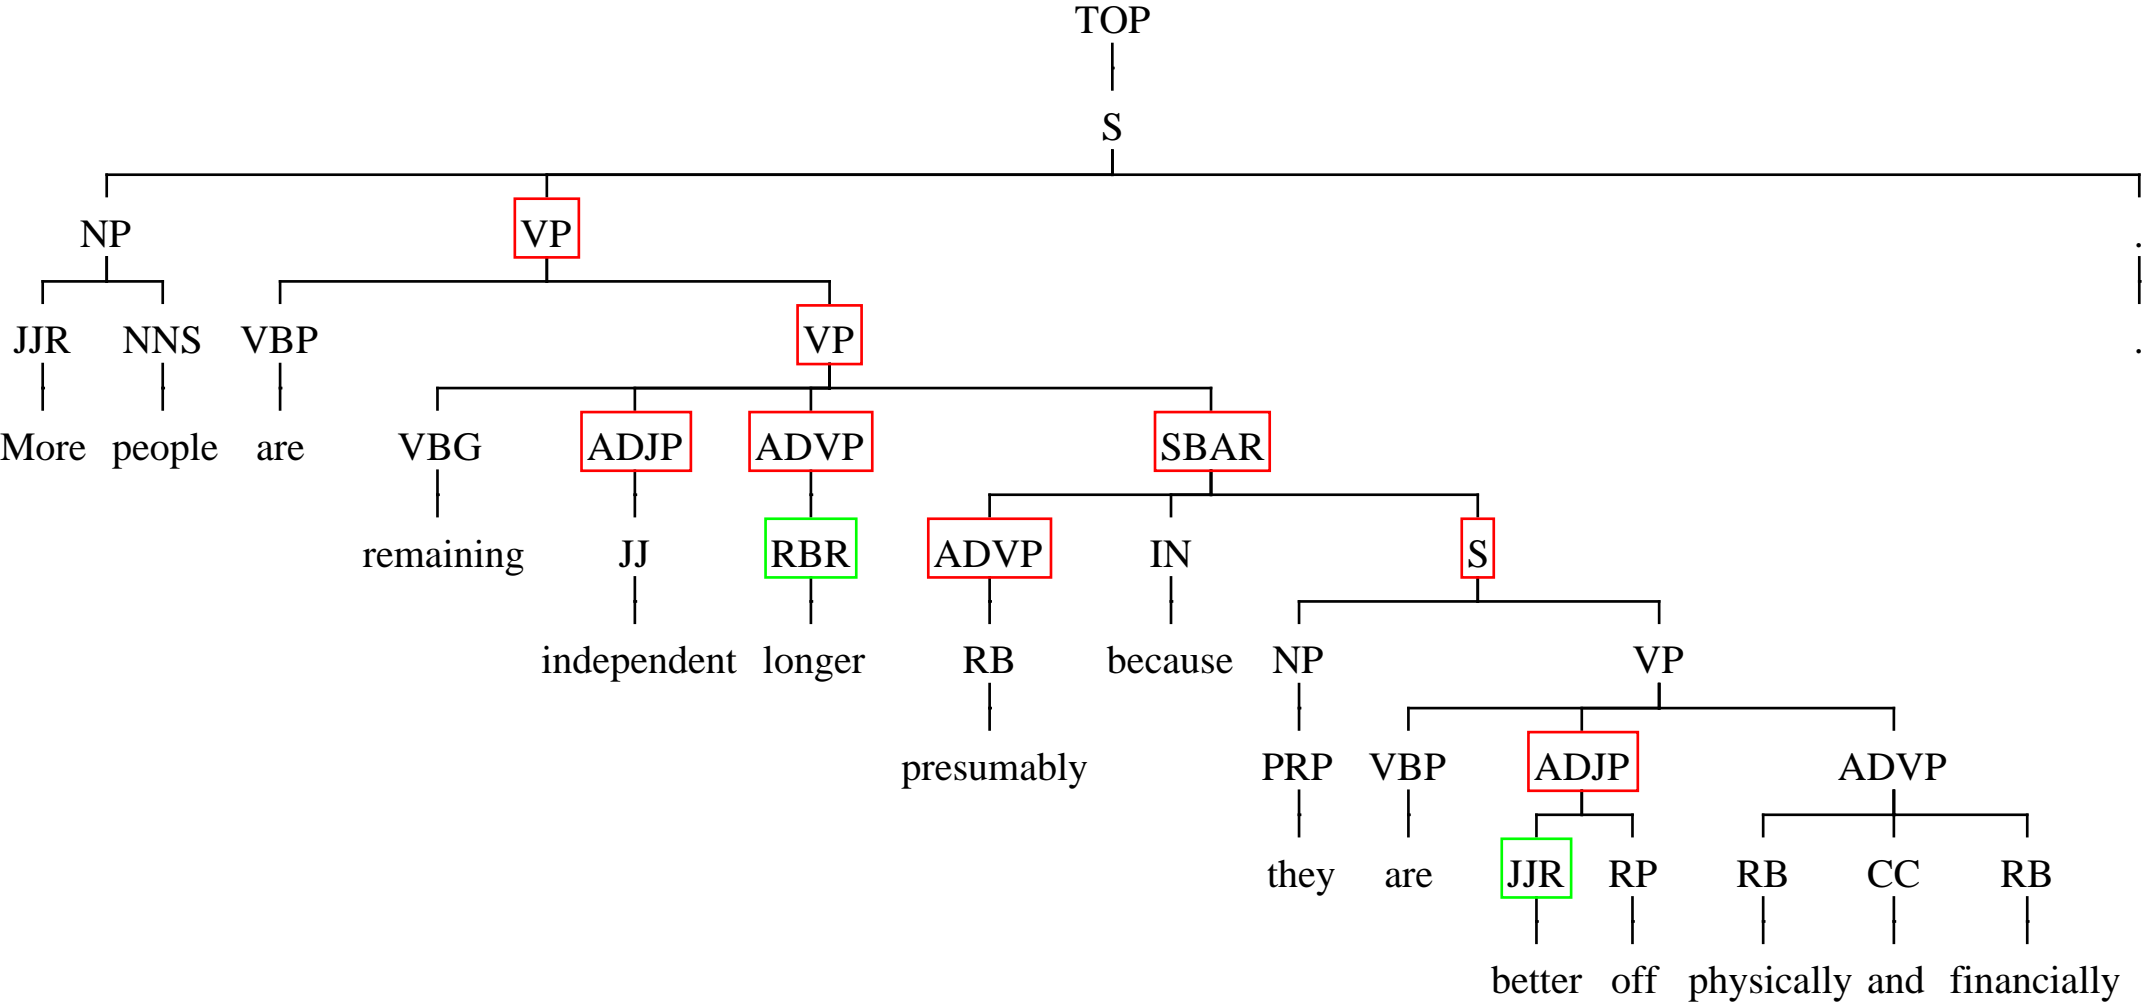 TOP
S
NP VP .
JJR NNS VBP VP .
More people are VBG ADJP ADVP SBAR
remaining JJ RBR ADVP IN S
independent longer RB because NP VP
presumably PRP VBP ADJP ADVP
they are JJR RP RB CC RB
better off physically and financially